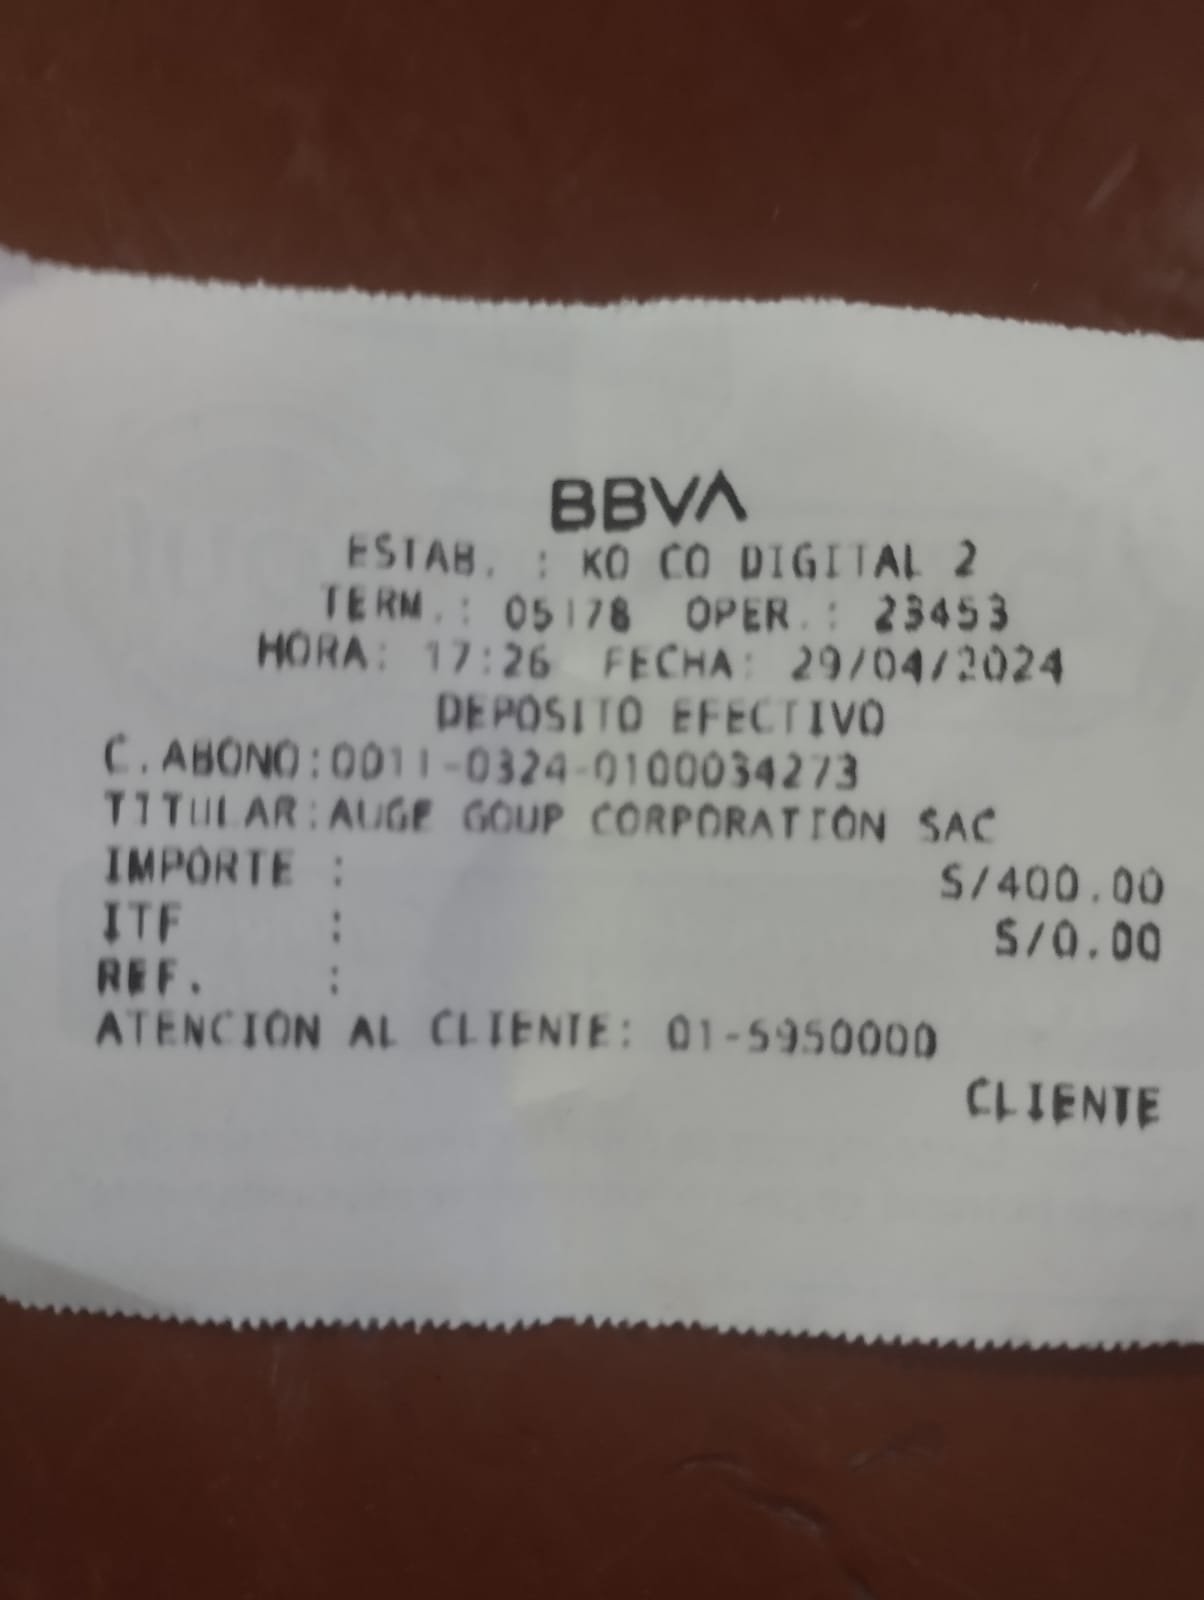 BBVA
ESTAB. : KO CO DIGITAL 2
TERM.: 05178 OPER.: 23453
HORA: 17:26 FECHA: 29/04/2024
DEPOSITO EFECTIVO
C.ABONO:0011-0324-0100034273
TITULAR:AUGE GOUP CORPORATION SAC
IMPORTE : S/400.00
ITF : S/0.00
REF. :
ATENCION AL CLIENTE: 01-5950000
CLIENTE